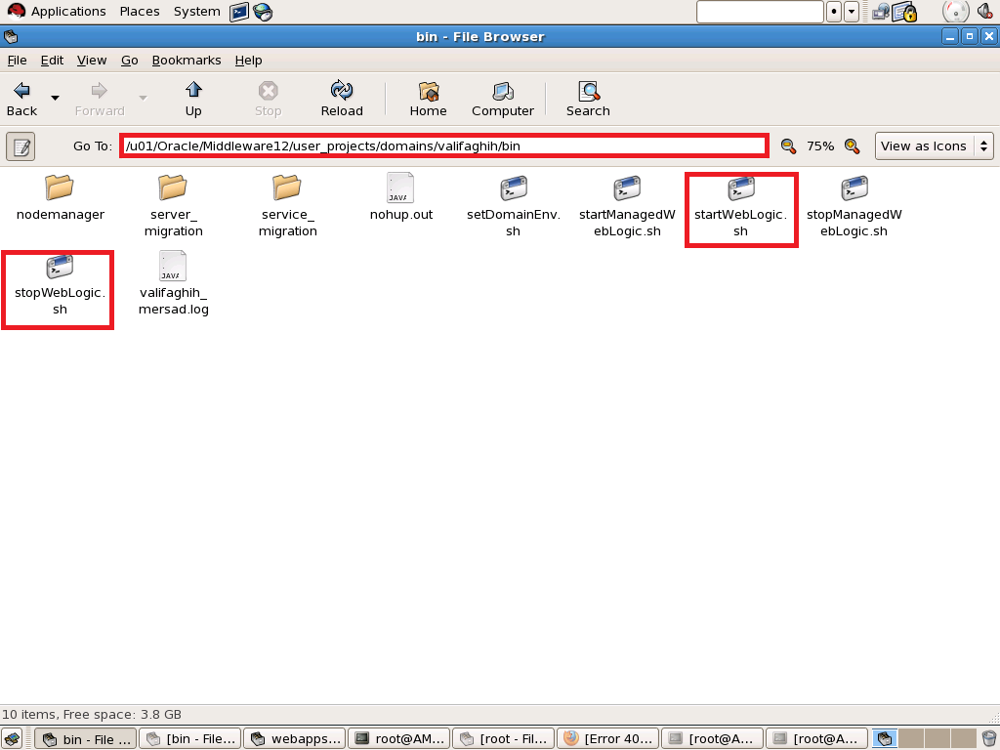 Applications Places System
bin - File Browser
File Edit View Go Bookmarks Help
Back Forward Up Stop Reload Home Computer Search
Go To: /u01/Oracle/Middleware12/user_projects/domains/valifaghih/bin 75% View as Icons
nodemanager
server_
migration
service_
migration
JAVA
nohup.out
setDomainEnv.
sh
startManagedW
ebLogic.sh
startWebLogic.
sh
stopManagedW
ebLogic.sh
stopWebLogic.
sh
JAVA
valifaghih_
mersad.log
10 items, Free space: 3.8 GB
bin - File ... [bin - File... webapps... root@AM... [root - Fil... [Error 40... [root@A... [root@A...